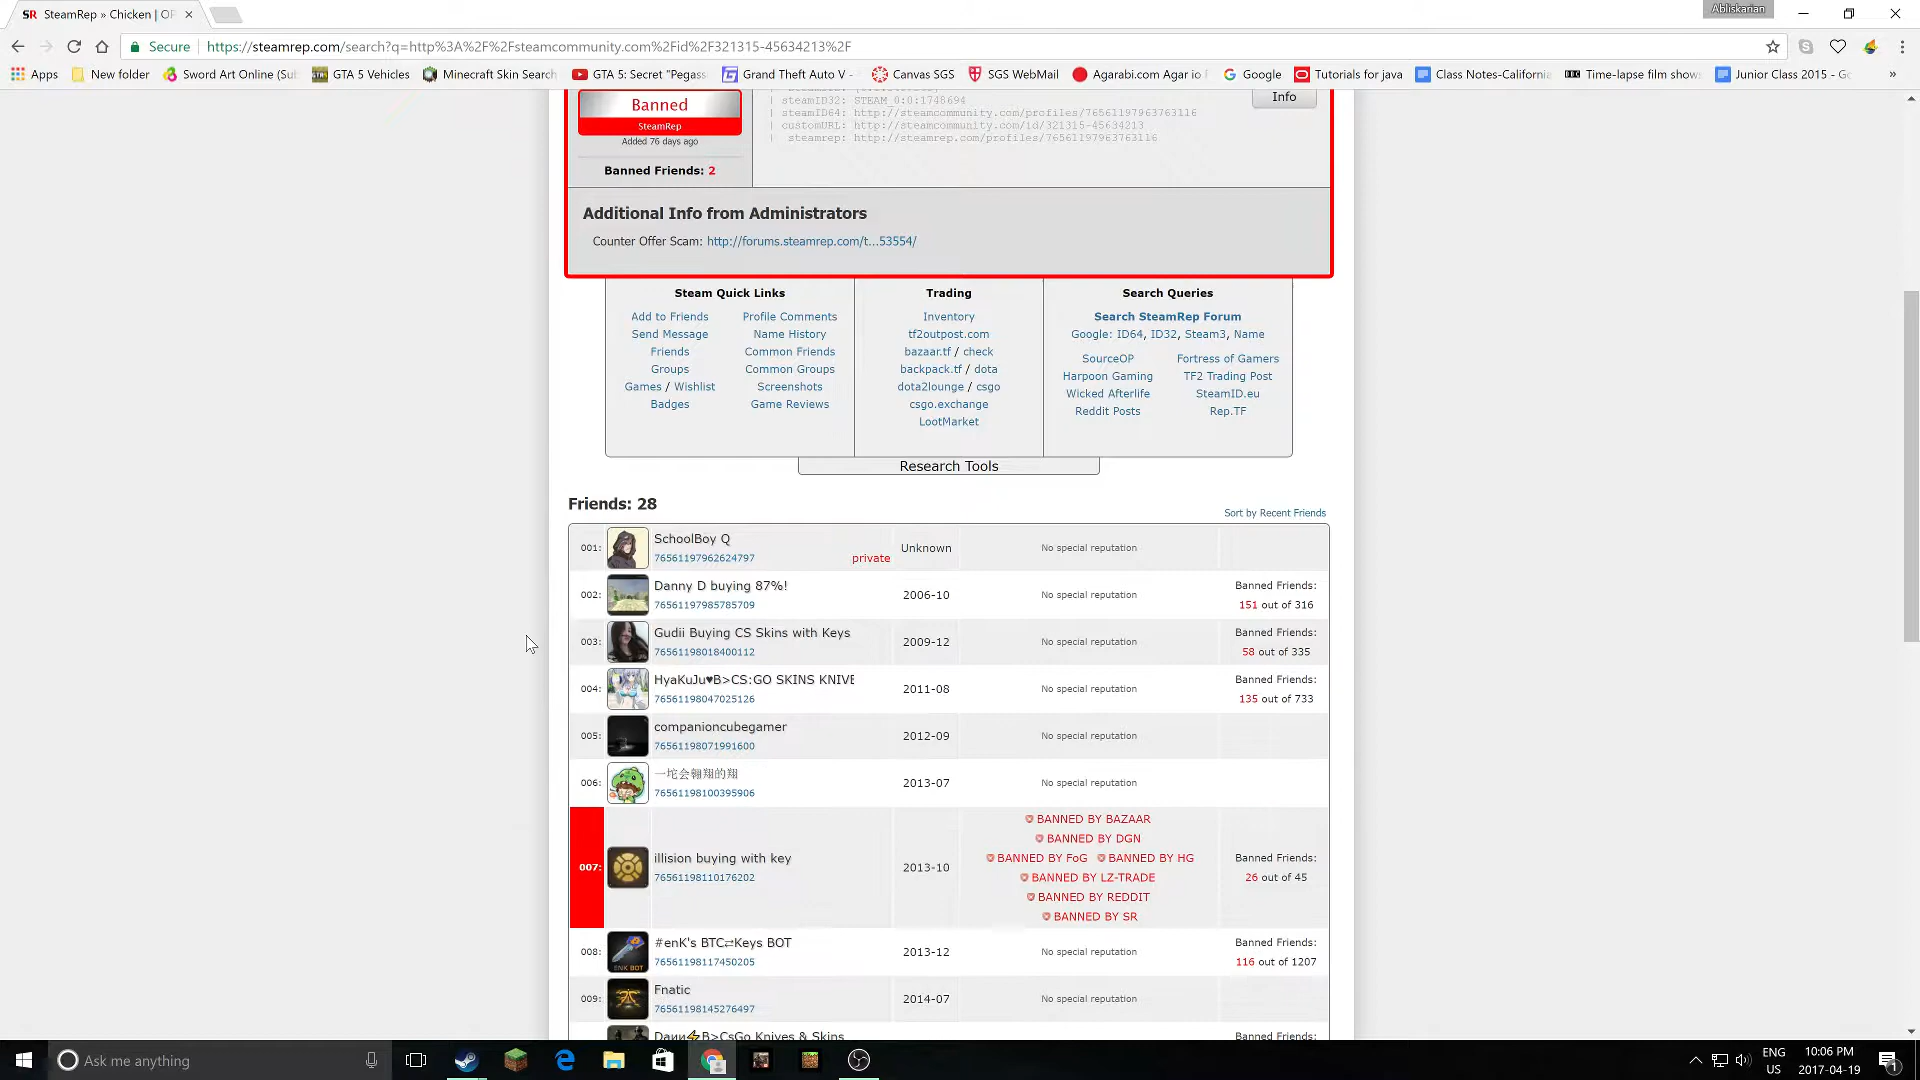 SR SteamRep » Chicken | OP
Abliskarian
Secure https://steamrep.com/search?q=http%3A%2F%2Fsteamcommunity.com%2Fid%2F321315-45634213%2F
Apps New folder Sword Art Online (Sub GTA 5 Vehicles Minecraft Skin Search GTA 5: Secret "Pegass Grand Theft Auto V - Canvas SGS SGS WebMail Agarabi.com Agar io Google Tutorials for java Class Notes-California Time-lapse film show Junior Class 2015 - Go »
Banned
SteamRep
Added 76 days ago
Banned Friends: 2
| steamID32: STEAM_0:0:1748694
| steamID64: http://steamcommunity.com/profiles/76561197963763116
| customURL: http://steamcommunity.com/id/321315-45634213
| steamrep: http://steamrep.com/profiles/76561197963763116
Info
Additional Info from Administrators
Counter Offer Scam: http://forums.steamrep.com/t...53554/
Steam Quick Links
Add to Friends Profile Comments
Send Message Name History
Friends Common Friends
Groups Common Groups
Games / Wishlist Screenshots
Badges Game Reviews
Trading
Inventory
tf2outpost.com
bazaar.tf / check
backpack.tf / dota
dota2lounge / csgo
csgo.exchange
LootMarket
Search Queries
Search SteamRep Forum
Google: ID64, ID32, Steam3, Name
SourceOP Fortress of Gamers
Harpoon Gaming TF2 Trading Post
Wicked Afterlife SteamID.eu
Reddit Posts Rep.TF
Research Tools
Friends: 28
Sort by Recent Friends
001: SchoolBoy Q
76561197962624797 private
Unknown
No special reputation
002: Danny D buying 87%!
76561197985785709
2006-10
No special reputation
Banned Friends:
151 out of 316
003: Gudii Buying CS Skins with Keys
76561198018400112
2009-12
No special reputation
Banned Friends:
58 out of 335
004: HyaKuJu♥B>CS:GO SKINS KNIVE
76561198047025126
2011-08
No special reputation
Banned Friends:
135 out of 733
005: companioncubegamer
76561198071991600
2012-09
No special reputation
006: 一坨会翱翔的翔
76561198100395906
2013-07
No special reputation
007: illision buying with key
76561198110176202
2013-10
BANNED BY BAZAAR
BANNED BY DGN
BANNED BY FoG BANNED BY HG
BANNED BY LZ-TRADE
BANNED BY REDDIT
BANNED BY SR
Banned Friends:
26 out of 45
008: #enK's BTC⇄Keys BOT
76561198117450205
ENK BOT
2013-12
No special reputation
Banned Friends:
116 out of 1207
009: Fnatic
76561198145276497
2014-07
No special reputation
Daии⚡B>CsGo Knives & Skins
Banned Friends:
Ask me anything
ENG
US
10:06 PM
2017-04-19
1